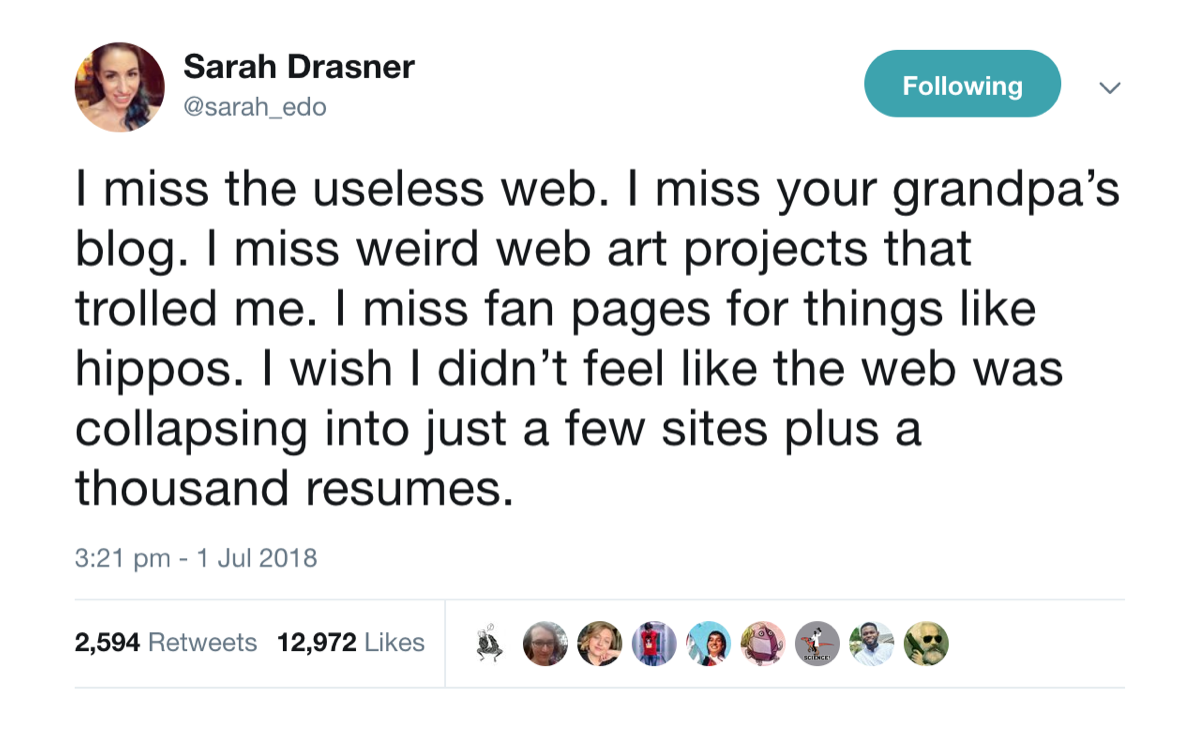 Sarah Drasner
@sarah_edo
Following
I miss the useless web. I miss your grandpa’s
blog. I miss weird web art projects that
trolled me. I miss fan pages for things like
hippos. I wish I didn’t feel like the web was
collapsing into just a few sites plus a
thousand resumes.
3:21 pm - 1 Jul 2018
2,594 Retweets 12,972 Likes
SCIENCE!